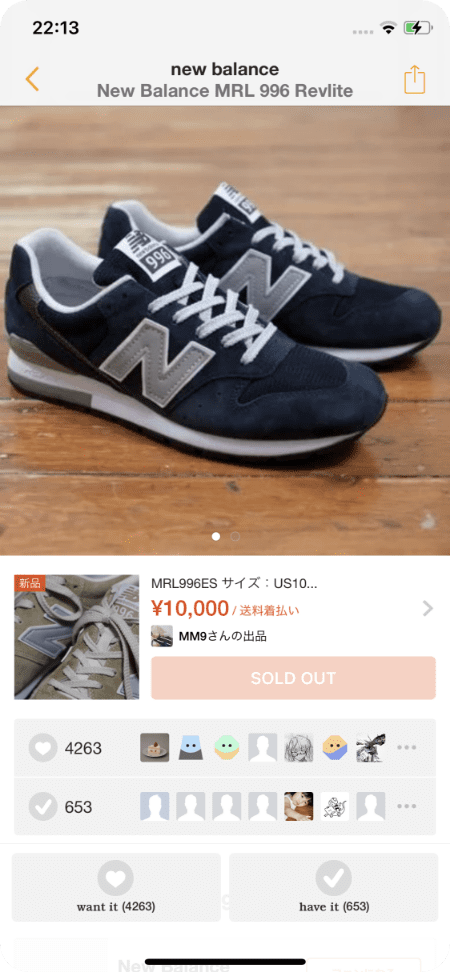 22:13
new balance
New Balance MRL 996 Revlite
996
N
N
新品
MRL996ES サイズ：US10...
¥10,000 / 送料着払い
996
MM9さんの出品
SOLD OUT
4263
653
want it (4263)
have it (653)
New Balance